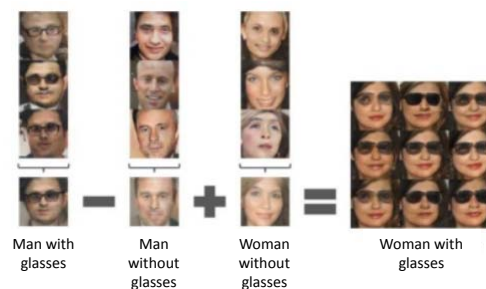 Man with
glasses
Man
without
glasses
Woman
without
glasses
Woman with
glasses